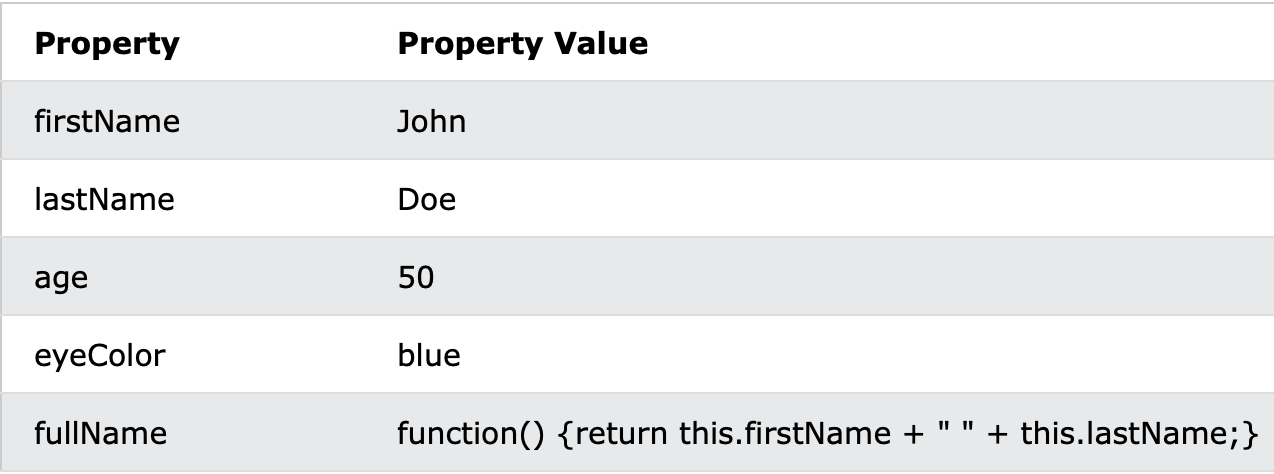 Property Property Value
firstName John
lastName Doe
age 50
eyeColor blue
fullName function() {return this.firstName + " " + this.lastName;}